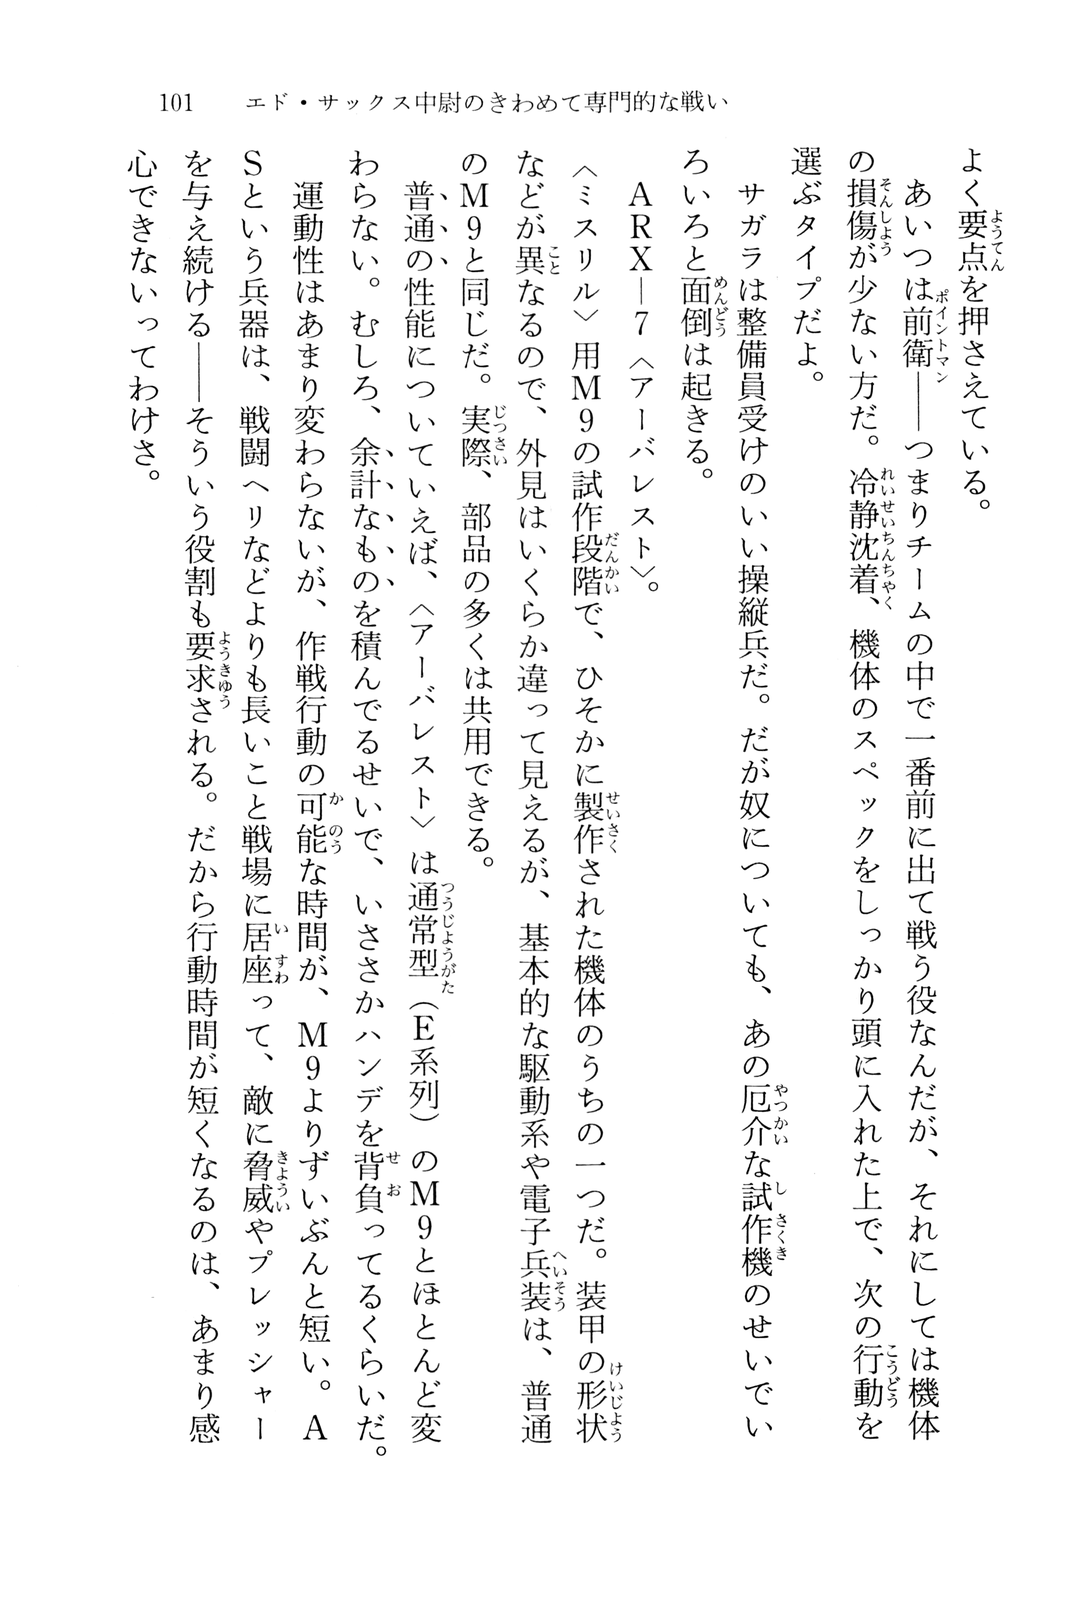 101　エド・サックス中尉のきわめて専門的な戦い
よく要点を押さえている。
　あいつは前衛――つまりチームの中で一番前に出て戦う役なんだが、それにしては機体
の損傷が少ない方だ。冷静沈着、機体のスペックをしっかり頭に入れた上で、次の行動を
選ぶタイプだよ。
　サガラは整備員受けのいい操縦兵だ。だが奴についても、あの厄介な試作機のせいでい
ろいろと面倒は起きる。
　ＡＲＸ―７〈アーバレスト〉。
〈ミスリル〉用Ｍ９の試作段階で、ひそかに製作された機体のうちの一つだ。装甲の形状
などが異なるので、外見はいくらか違って見えるが、基本的な駆動系や電子兵装は、普通
のＭ９と同じだ。実際、部品の多くは共用できる。
　普通の性能についていえば、〈アーバレスト〉は通常型（Ｅ系列）のＭ９とほとんど変
わらない。むしろ、余計なものを積んでるせいで、いささかハンデを背負ってるくらいだ。
　運動性はあまり変わらないが、作戦行動の可能な時間が、Ｍ９よりずいぶんと短い。Ａ
Ｓという兵器は、戦闘ヘリなどよりも長いこと戦場に居座って、敵に脅威やプレッシャー
を与え続ける――そういう役割も要求される。だから行動時間が短くなるのは、あまり感
心できないってわけさ。